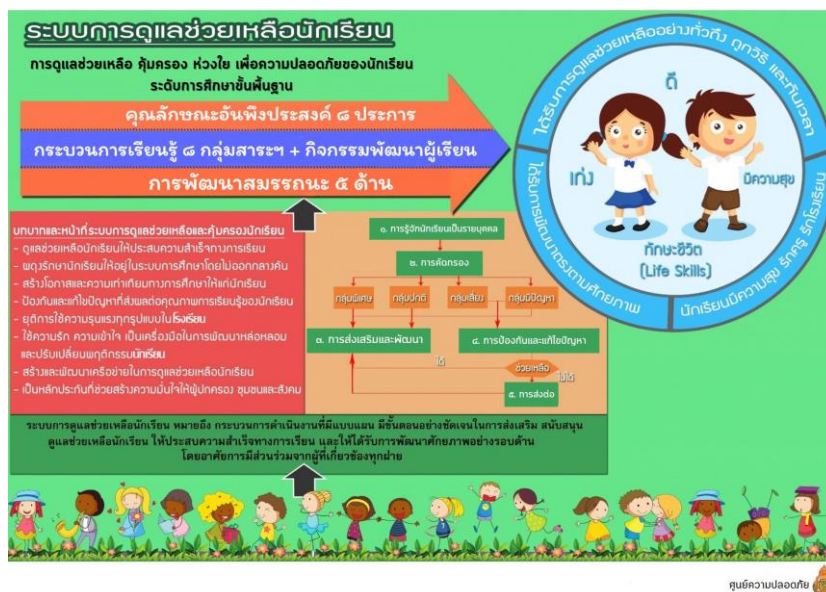 ระบบการดูแลช่วยเหลือนักเรียน
การดูแลช่วยเหลือ คุ้มครอง ห่วงใย เพื่อความปลอดภัยของนักเรียน
ระดับการศึกษาขั้นพื้นฐาน
คุณลักษณะอันพึงประสงค์ ๘ ประการ
กระบวนการเรียนรู้ ๘ กลุ่มสาระฯ + กิจกรรมพัฒนาผู้เรียน
การพัฒนาสมรรถนะ ๕ ด้าน
ได้รับการดูแลช่วยเหลืออย่างทั่วถึง ถูกวิธี และทันเวลา
ได้รับการพัฒนาตรงตามศักยภาพ
นักเรียนมีความสุข รักครู รักโรงเรียน
ดี
เก่ง
มีความสุข
ทักษะชีวิต
(Life Skills)
บทบาทและหน้าที่ระบบการดูแลช่วยเหลือและคุ้มครองนักเรียน
- ดูแลช่วยเหลือนักเรียนให้ประสบความสำเร็จทางการเรียน
- ผดุงรักษานักเรียนให้อยู่ในระบบการศึกษาโดยไม่ออกกลางคัน
- สร้างโอกาสและความเท่าเทียมทางการศึกษาให้แก่นักเรียน
- ป้องกันและแก้ไขปัญหาที่ส่งผลต่อคุณภาพการเรียนรู้ของนักเรียน
- ยุติการใช้ความรุนแรงทุกรูปแบบในโรงเรียน
- ใช้ความรัก ความเข้าใจ เป็นเครื่องมือในการพัฒนาหล่อหลอม
และปรับเปลี่ยนพฤติกรรมนักเรียน
- สร้างและพัฒนาเครือข่ายในการดูแลช่วยเหลือนักเรียน
- เป็นหลักประกันที่ช่วยสร้างความมั่นใจให้ผู้ปกครอง ชุมชนและสังคม
๑. การรู้จักนักเรียนเป็นรายบุคคล
๒. การคัดกรอง
กลุ่มพิเศษ
กลุ่มปกติ
กลุ่มเสี่ยง
กลุ่มมีปัญหา
๓. การส่งเสริมและพัฒนา
๔. การป้องกันและแก้ไขปัญหา
ได้
ช่วยเหลือ
ไม่ได้
๕. การส่งต่อ
ระบบการดูแลช่วยเหลือนักเรียน หมายถึง กระบวนการดำเนินงานที่มีแบบแผน มีขั้นตอนอย่างชัดเจนในการส่งเสริม สนับสนุน
ดูแลช่วยเหลือนักเรียน ให้ประสบความสำเร็จทางการเรียน และให้ได้รับการพัฒนาศักยภาพอย่างรอบด้าน
โดยอาศัยการมีส่วนร่วมจากผู้ที่เกี่ยวข้องทุกฝ่าย
ศูนย์ความปลอดภัย